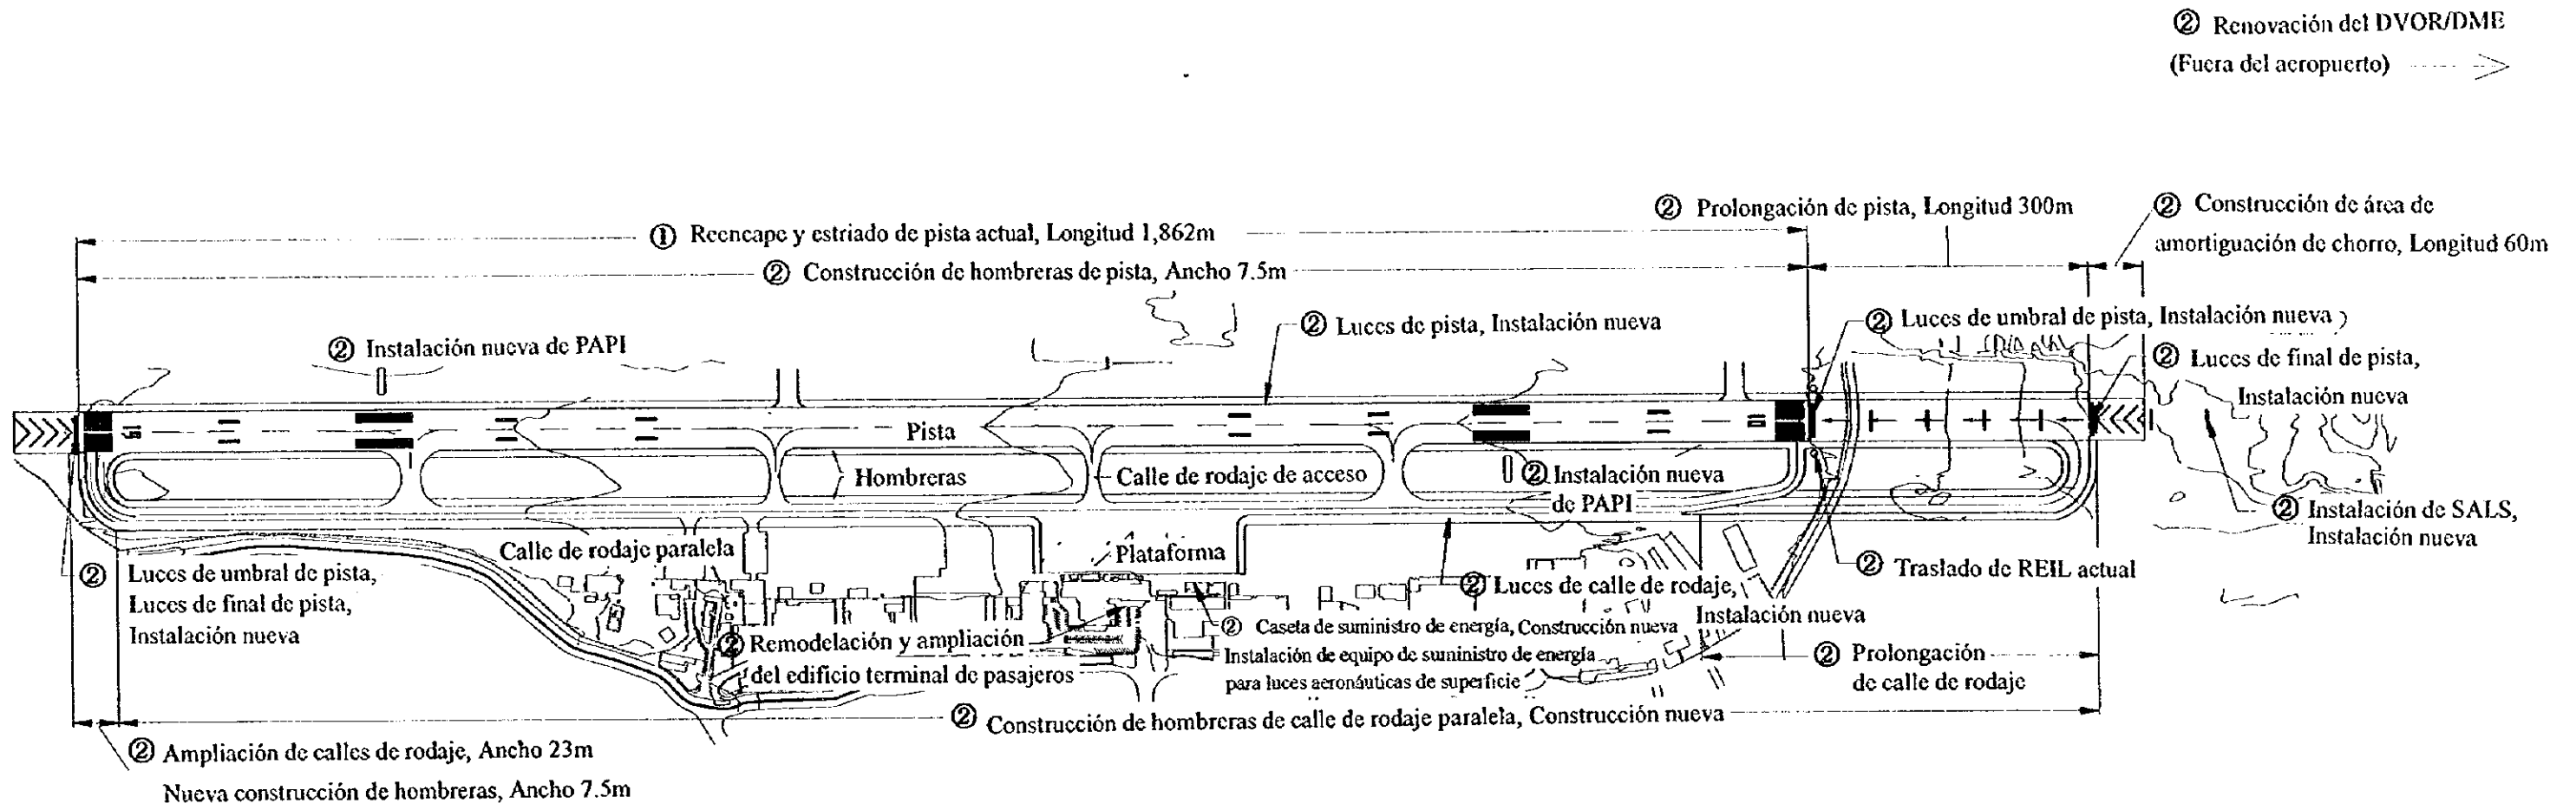 ② Renovación del DVOR/DME
(Fuera del aeropuerto)
② Prolongación de pista, Longitud 300m
② Construcción de área de
amortiguación de chorro, Longitud 60m
① Reencape y estriado de pista actual, Longitud 1,862m
② Construcción de hombreras de pista, Ancho 7.5m
② Luces de pista, Instalación nueva
② Luces de umbral de pista, Instalación nueva
② Instalación nueva de PAPI
② Luces de final de pista,
Instalación nueva
Pista
Hombreras
Calle de rodaje de acceso
② Instalación nueva
de PAPI
② Instalación de SALS,
Instalación nueva
Calle de rodaje paralela
Plataforma
② Traslado de REIL actual
② Luces de umbral de pista,
Luces de final de pista,
Instalación nueva
② Luces de calle de rodaje,
Instalación nueva
② Remodelación y ampliación
del edificio terminal de pasajeros
② Caseta de suministro de energía, Construcción nueva
Instalación de equipo de suministro de energía
para luces aeronáuticas de superficie
② Prolongación
de calle de rodaje
② Construcción de hombreras de calle de rodaje paralela, Construcción nueva
② Ampliación de calles de rodaje, Ancho 23m
Nueva construcción de hombreras, Ancho 7.5m